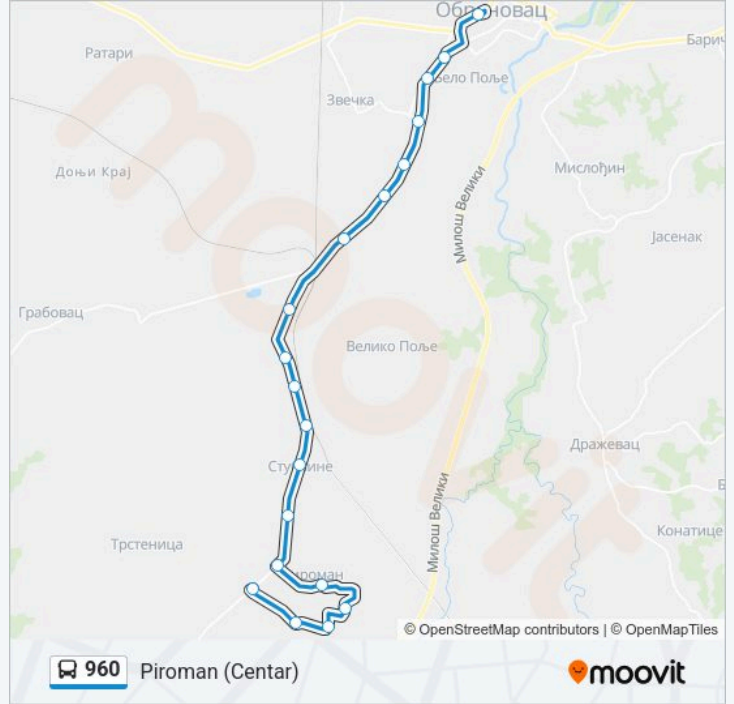 Ратари
Барич
Бело Поље
Звечка
Доњи Крај
Мислођин
Милош Велики
Јасенак
Грабовац
Велико Поље
Дражевац
Милош Велики
Конатице
Трстеница
© OpenStreetMap contributors | © OpenMapTiles
960 Piroman (Centar)
moovit